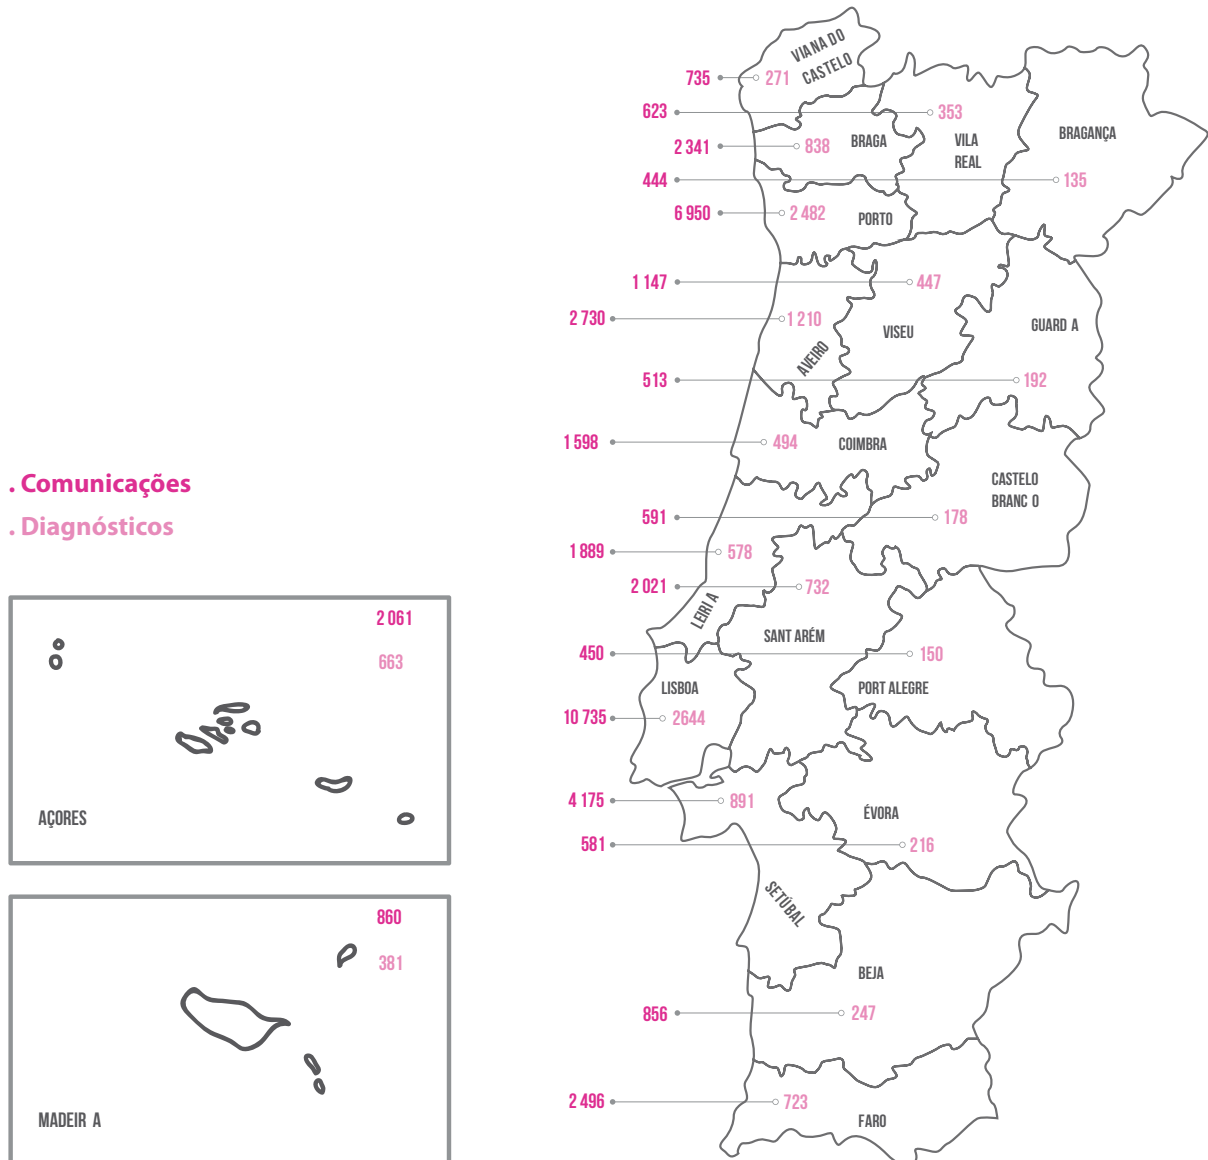 735
271
VIANA DO
CASTELO
623
353
2 341
838
BRAGA
VILA
REAL
BRAGANÇA
444
135
6 950
2 482
PORTO
1 147
447
2 730
1 210
AVEIRO
VISEU
GUARD A
513
192
1 598
494
COIMBRA
CASTELO
BRANC O
591
178
1 889
578
2 021
732
LEIRI A
SANT ARÉM
450
150
LISBOA
PORT ALEGRE
10 735
2644
4 175
891
ÉVORA
581
216
SETÚBAL
BEJA
856
247
2 496
723
FARO
. Comunicações
. Diagnósticos
2 061
663
AÇORES
860
381
MADEIR A